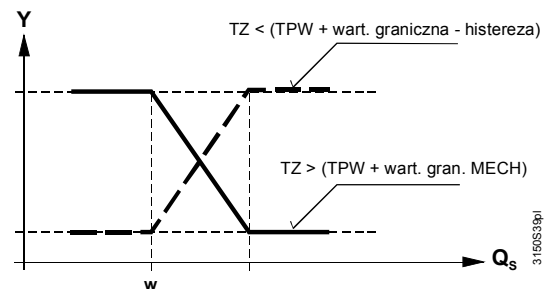 Y
TZ < (TPW + wart. graniczna - histereza)
TZ > (TPW + wart. gran. MECH)
Qs
w
3150S39pl